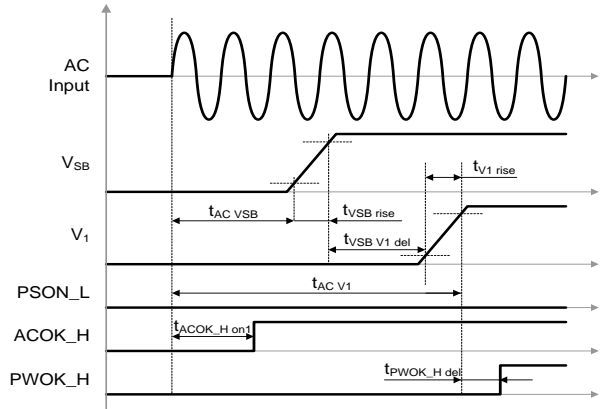 AC
Input
VSB
tV1 rise
tAC VSB
tVSB rise
V1
tVSB V1 del
tAC V1
PSON_L
tACOK_H on1
ACOK_H
tPWOK_H del
PWOK_H